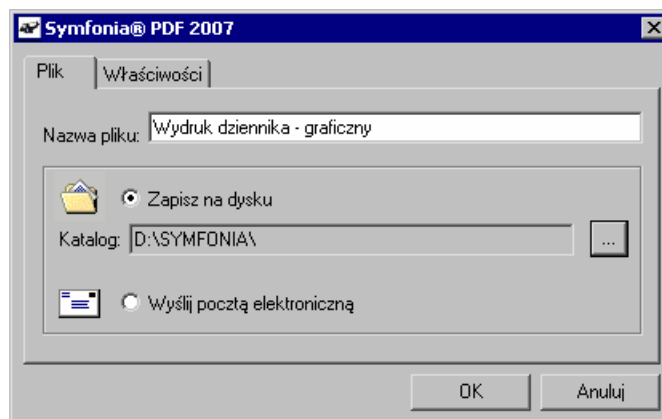 Symfonia® PDF 2007
Plik Właściwości
Nazwa pliku: Wydruk dziennika - graficzny
Zapisz na dysku
Katalog: D:\SYMFONIA\ ...
Wyślij pocztą elektroniczną
OK Anuluj